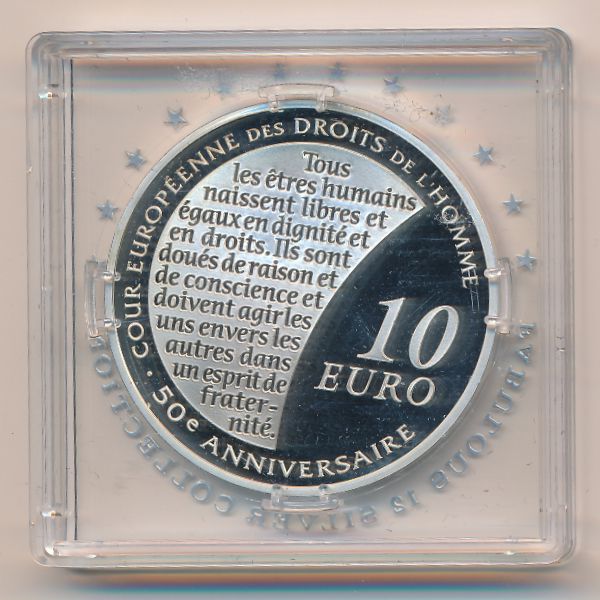 COUR EUROPÉENNE DES DROITS DE L'HOMME
Tous
les êtres humains
naissent libres et
égaux en dignité et
en droits. Ils sont
doués de raison et
de conscience et
doivent agir les
uns envers les
autres dans
un esprit de
frater-
nité.
10
EURO
· 50e ANNIVERSAIRE
SILVER COLLECTION